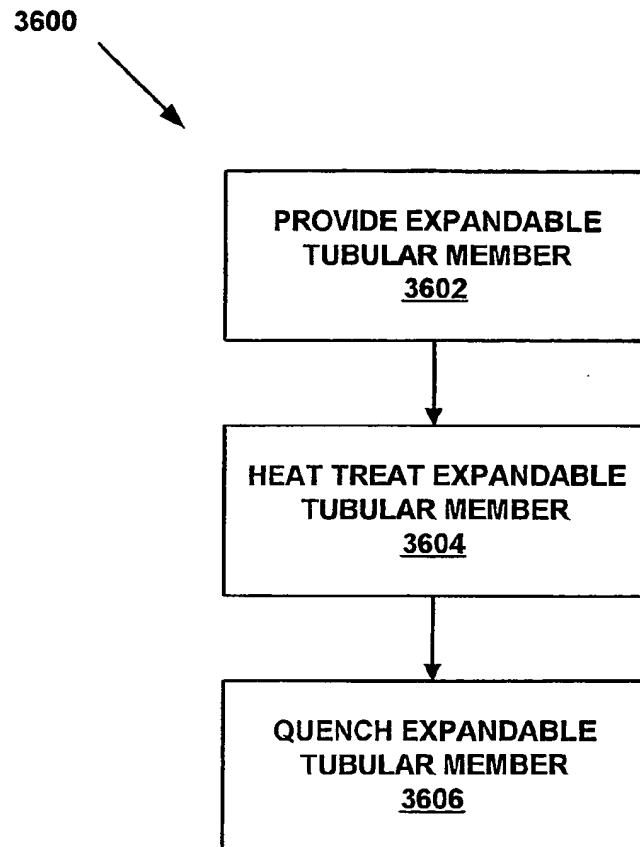 3600
PROVIDE EXPANDABLE
TUBULAR MEMBER
3602
HEAT TREAT EXPANDABLE
TUBULAR MEMBER
3604
QUENCH EXPANDABLE
TUBULAR MEMBER
3606